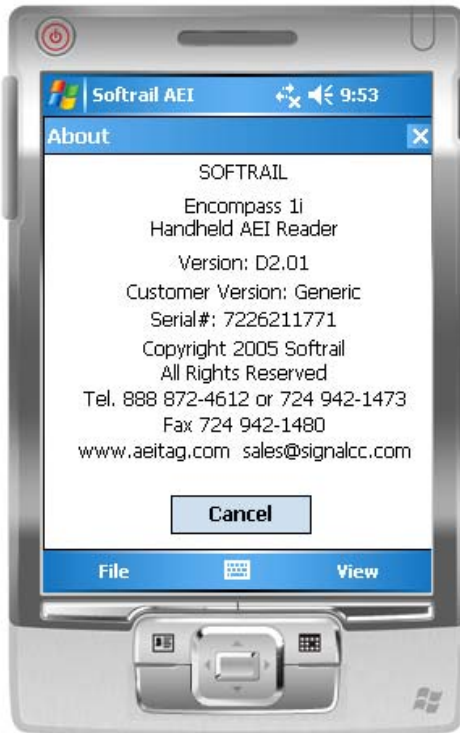 Softrail AEI 9:53
About
SOFTRAIL
Encompass 1i
Handheld AEI Reader
Version: D2.01
Customer Version: Generic
Serial#: 7226211771
Copyright 2005 Softrail
All Rights Reserved
Tel. 888 872-4612 or 724 942-1473
Fax 724 942-1480
www.aeitag.com sales@signalcc.com
Cancel
File View